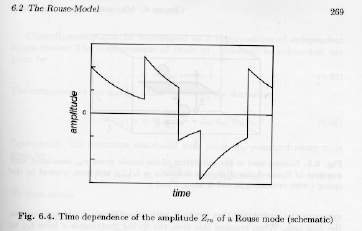 6.2 The Rouse-Model
269
amplitude
0
time
Fig. 6.4. Time dependence of the amplitude Zₘ of a Rouse mode (schematic)